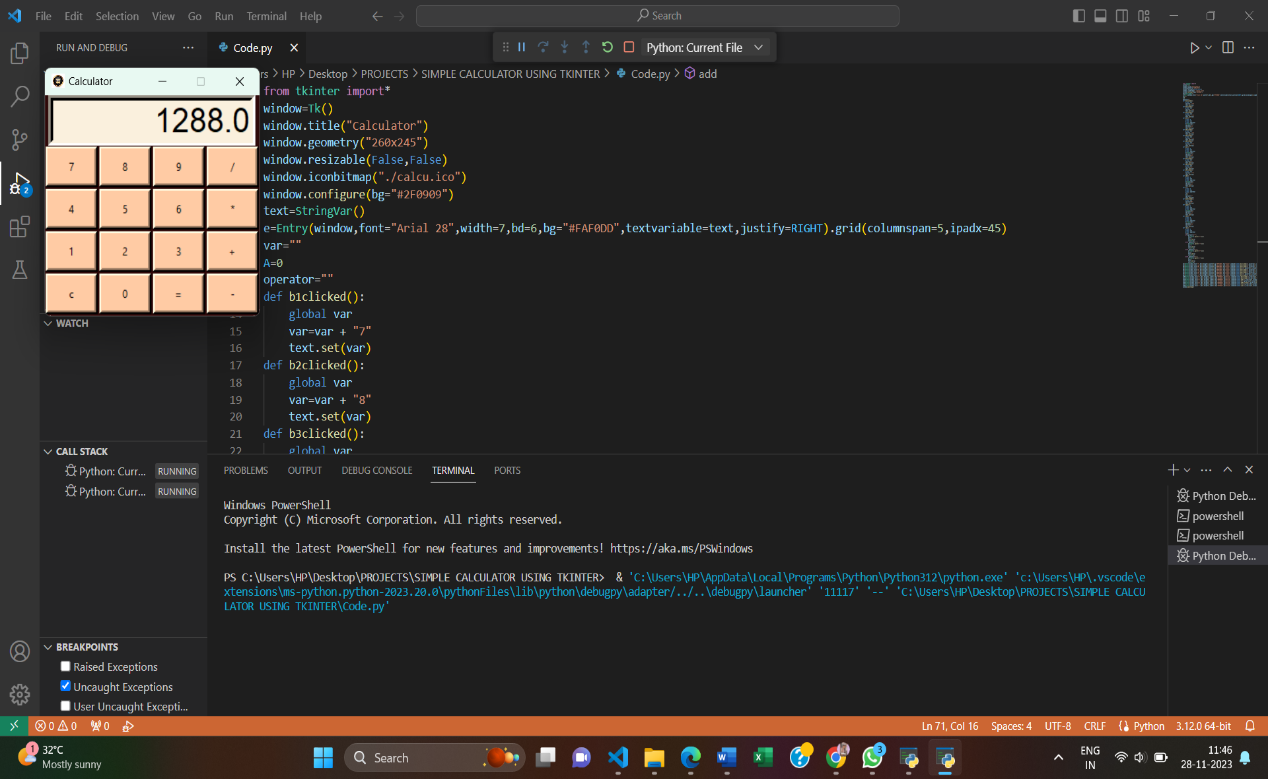 File Edit Selection View Go Run Terminal Help
Search
RUN AND DEBUG
Code.py
Python: Current File
HP > Desktop > PROJECTS > SIMPLE CALCULATOR USING TKINTER > Code.py > add
Calculator
1288.0
7 8 9 /
4 5 6 *
1 2 3 +
c 0 = -
from tkinter import*
window=Tk()
window.title("Calculator")
window.geometry("260x245")
window.resizable(False,False)
window.iconbitmap("./calcu.ico")
window.configure(bg="#2F0909")
text=StringVar()
e=Entry(window,font="Arial 28",width=7,bd=6,bg="#FAF0DD",textvariable=text,justify=RIGHT).grid(columnspan=5,ipadx=45)
var=""
A=0
operator=""
def b1clicked():
global var
15 var=var + "7"
16 text.set(var)
17 def b2clicked():
18 global var
19 var=var + "8"
20 text.set(var)
21 def b3clicked():
22 global var
WATCH
CALL STACK
Python: Curr... RUNNING
Python: Curr... RUNNING
BREAKPOINTS
Raised Exceptions
Uncaught Exceptions
User Uncaught Excepti...
2
PROBLEMS OUTPUT DEBUG CONSOLE TERMINAL PORTS
Windows PowerShell
Copyright (C) Microsoft Corporation. All rights reserved.
Install the latest PowerShell for new features and improvements! https://aka.ms/PSWindows
PS C:\Users\HP\Desktop\PROJECTS\SIMPLE CALCULATOR USING TKINTER> & 'C:\Users\HP\AppData\Local\Programs\Python\Python312\python.exe' 'c:\Users\HP\.vscode\e
xtensions\ms-python.python-2023.20.0\pythonFiles\lib\python\debugpy\adapter/../..\debugpy\launcher' '11117' '--' 'C:\Users\HP\Desktop\PROJECTS\SIMPLE CALCU
LATOR USING TKINTER\Code.py'
Python Deb...
powershell
powershell
Python Deb...
0 0 0
Ln 71, Col 16 Spaces: 4 UTF-8 CRLF Python 3.12.0 64-bit
1
32°C
Mostly sunny
Search
3
ENG
IN
11:46
28-11-2023